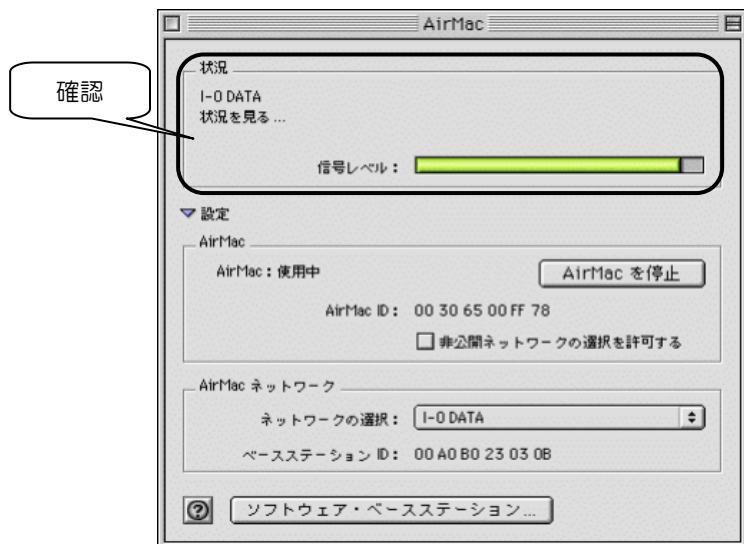 AirMac
確認
状況
I-O DATA
状況を見る ...
信号レベル：
設定
AirMac
AirMac：使用中
AirMac を停止
AirMac ID： 00 30 65 00 FF 78
非公開ネットワークの選択を許可する
AirMac ネットワーク
ネットワークの選択： I-O DATA
ベースステーション ID： 00 A0 B0 23 03 0B
?
ソフトウェア・ベースステーション...